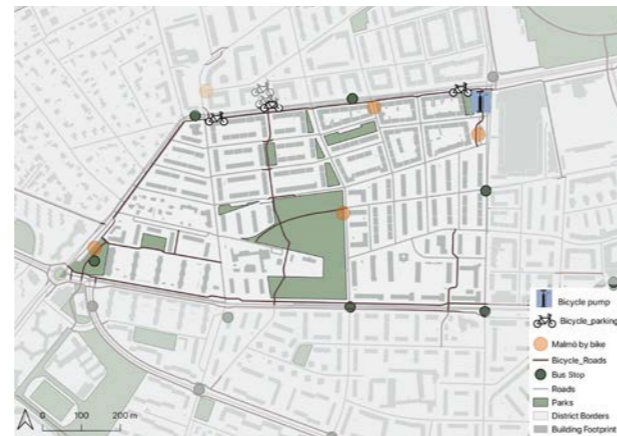 Bicycle pump
Bicycle_parking
Malmö by bike
Bicycle_Roads
Bus Stop
Roads
Parks
District Borders
Building Footprint
0 100 200 m